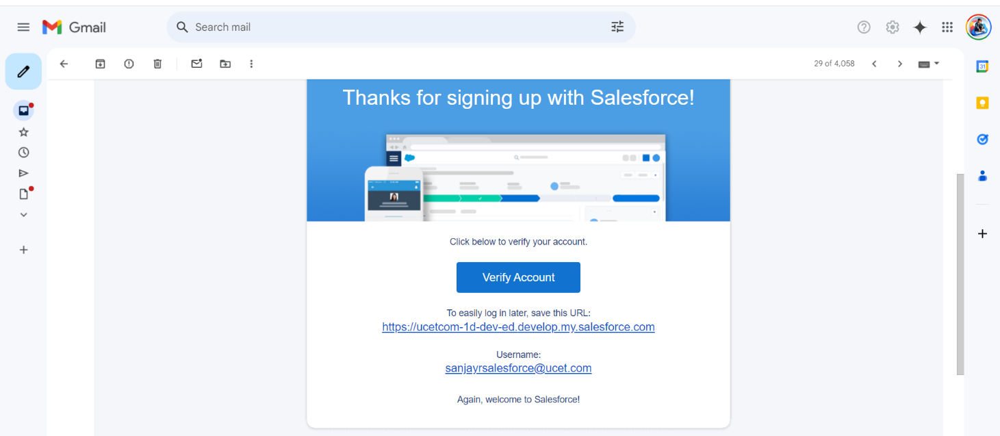 Gmail
Search mail
29 of 4,058
31
Thanks for signing up with Salesforce!
Click below to verify your account.
Verify Account
To easily log in later, save this URL:
https://ucetcom-1d-dev-ed.develop.my.salesforce.com
Username:
sanjayrsalesforce@ucet.com
Again, welcome to Salesforce!